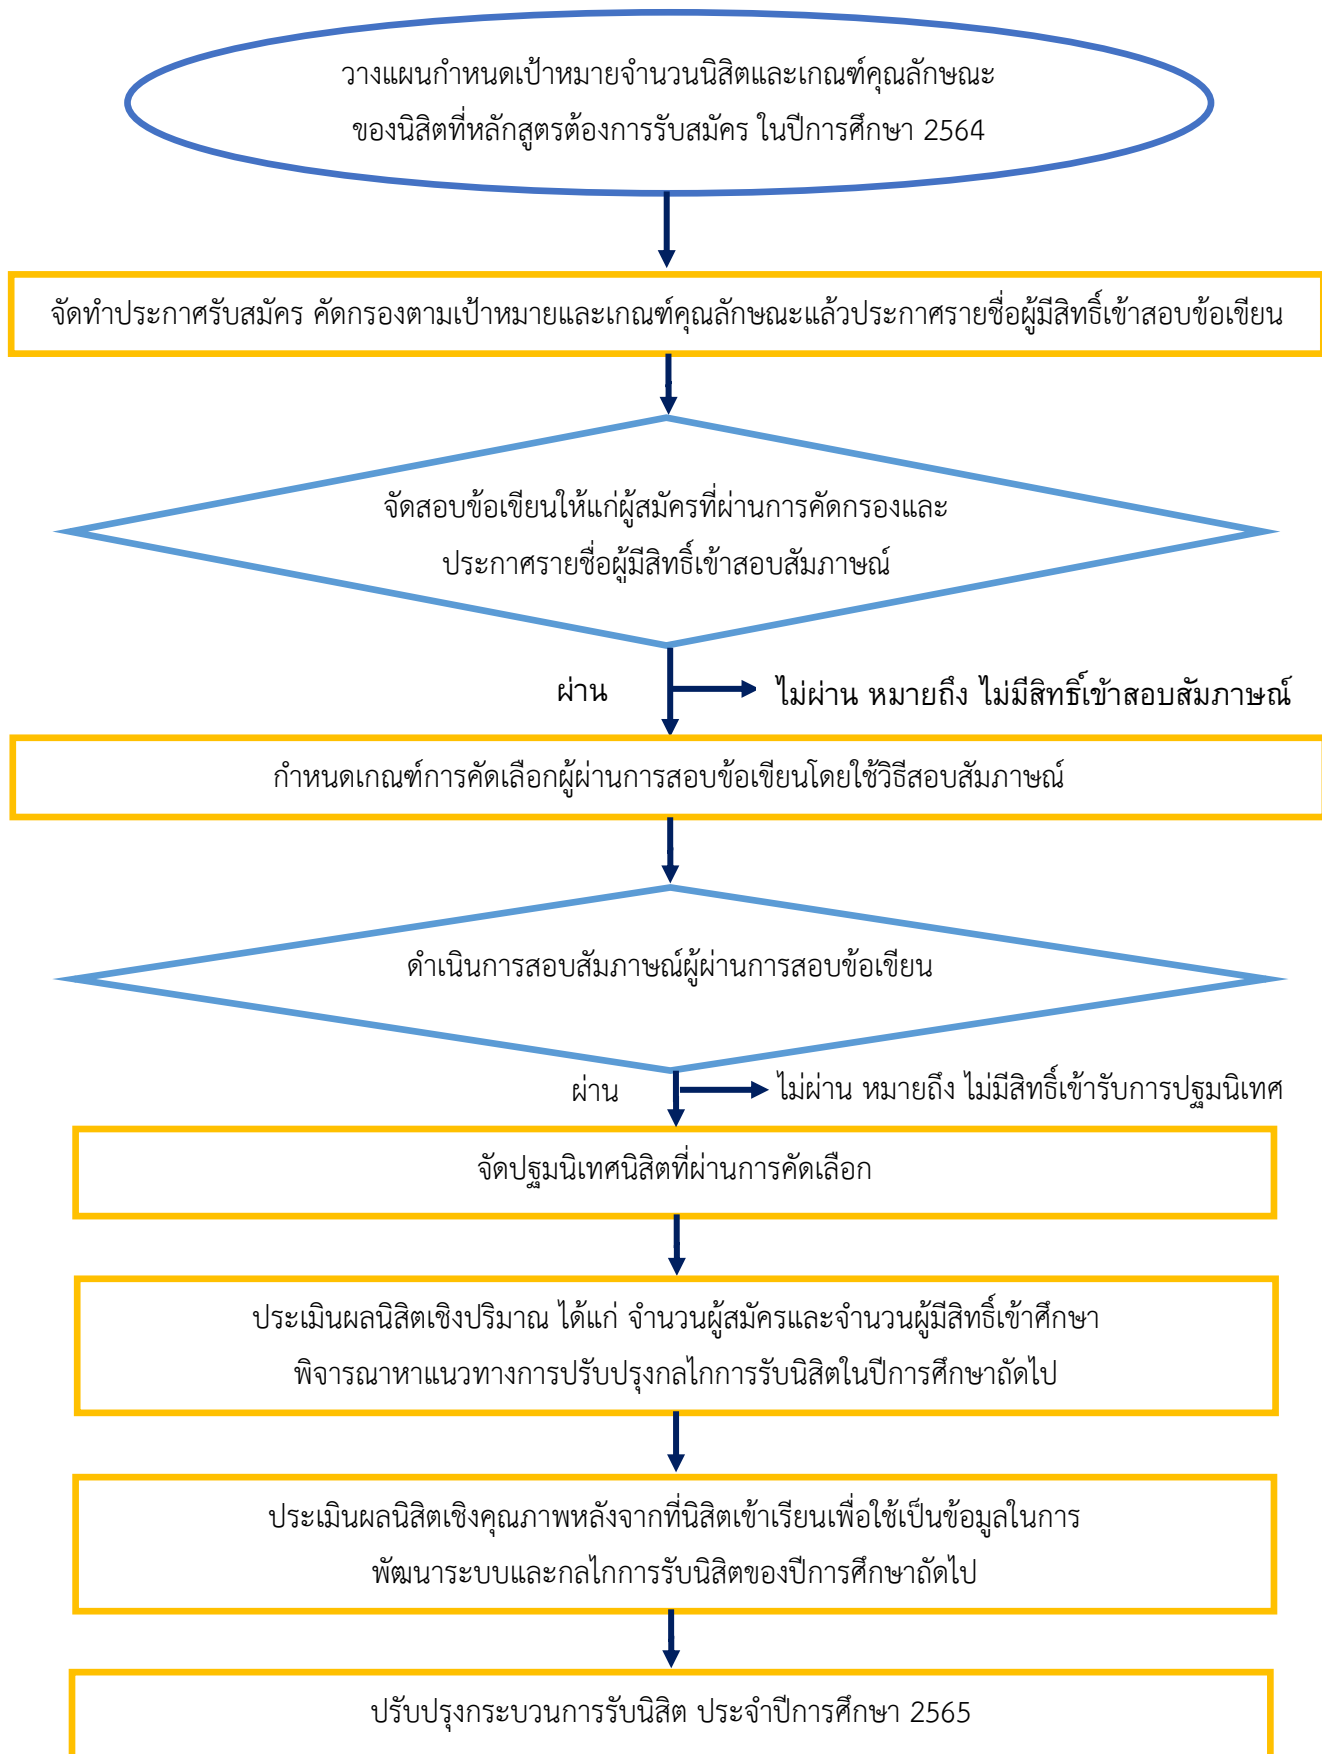 วางแผนกำหนดเป้าหมายจำนวนนิสิตและเกณฑ์คุณลักษณะ
ของนิสิตที่หลักสูตรต้องการรับสมัคร ในปีการศึกษา 2564
จัดทำประกาศรับสมัคร คัดกรองตามเป้าหมายและเกณฑ์คุณลักษณะแล้วประกาศรายชื่อผู้มีสิทธิ์เข้าสอบข้อเขียน
จัดสอบข้อเขียนให้แก่ผู้สมัครที่ผ่านการคัดกรองและ
ประกาศรายชื่อผู้มีสิทธิ์เข้าสอบสัมภาษณ์
ผ่าน
ไม่ผ่าน หมายถึง ไม่มีสิทธิ์เข้าสอบสัมภาษณ์
กำหนดเกณฑ์การคัดเลือกผู้ผ่านการสอบข้อเขียนโดยใช้วิธีสอบสัมภาษณ์
ดำเนินการสอบสัมภาษณ์ผู้ผ่านการสอบข้อเขียน
ผ่าน
ไม่ผ่าน หมายถึง ไม่มีสิทธิ์เข้ารับการปฐมนิเทศ
จัดปฐมนิเทศนิสิตที่ผ่านการคัดเลือก
ประเมินผลนิสิตเชิงปริมาณ ได้แก่ จำนวนผู้สมัครและจำนวนผู้มีสิทธิ์เข้าศึกษา
พิจารณาหาแนวทางการปรับปรุงกลไกการรับนิสิตในปีการศึกษาถัดไป
ประเมินผลนิสิตเชิงคุณภาพหลังจากที่นิสิตเข้าเรียนเพื่อใช้เป็นข้อมูลในการ
พัฒนาระบบและกลไกการรับนิสิตของปีการศึกษาถัดไป
ปรับปรุงกระบวนการรับนิสิต ประจำปีการศึกษา 2565